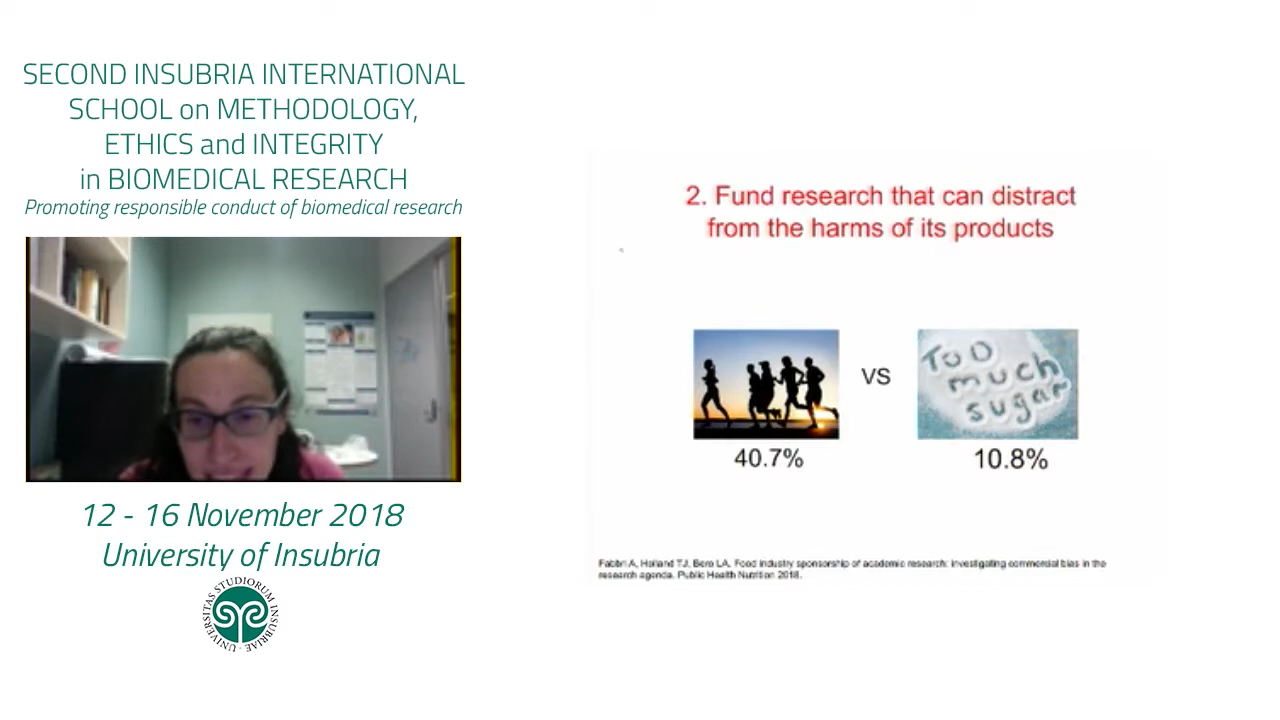 SECOND INSUBRIA INTERNATIONAL
SCHOOL on METHODOLOGY,
ETHICS and INTEGRITY
in BIOMEDICAL RESEARCH
Promoting responsible conduct of biomedical research
12 - 16 November 2018
University of Insubria
UNIVERSITAS STUDIORUM INSUBRIAE
2. Fund research that can distract
from the harms of its products
vs
Too
much
sugar
40.7%
10.8%
Fabbri A, Holland TJ, Bero LA. Food industry sponsorship of academic research: investigating commercial bias in the
research agenda. Public Health Nutrition 2018.